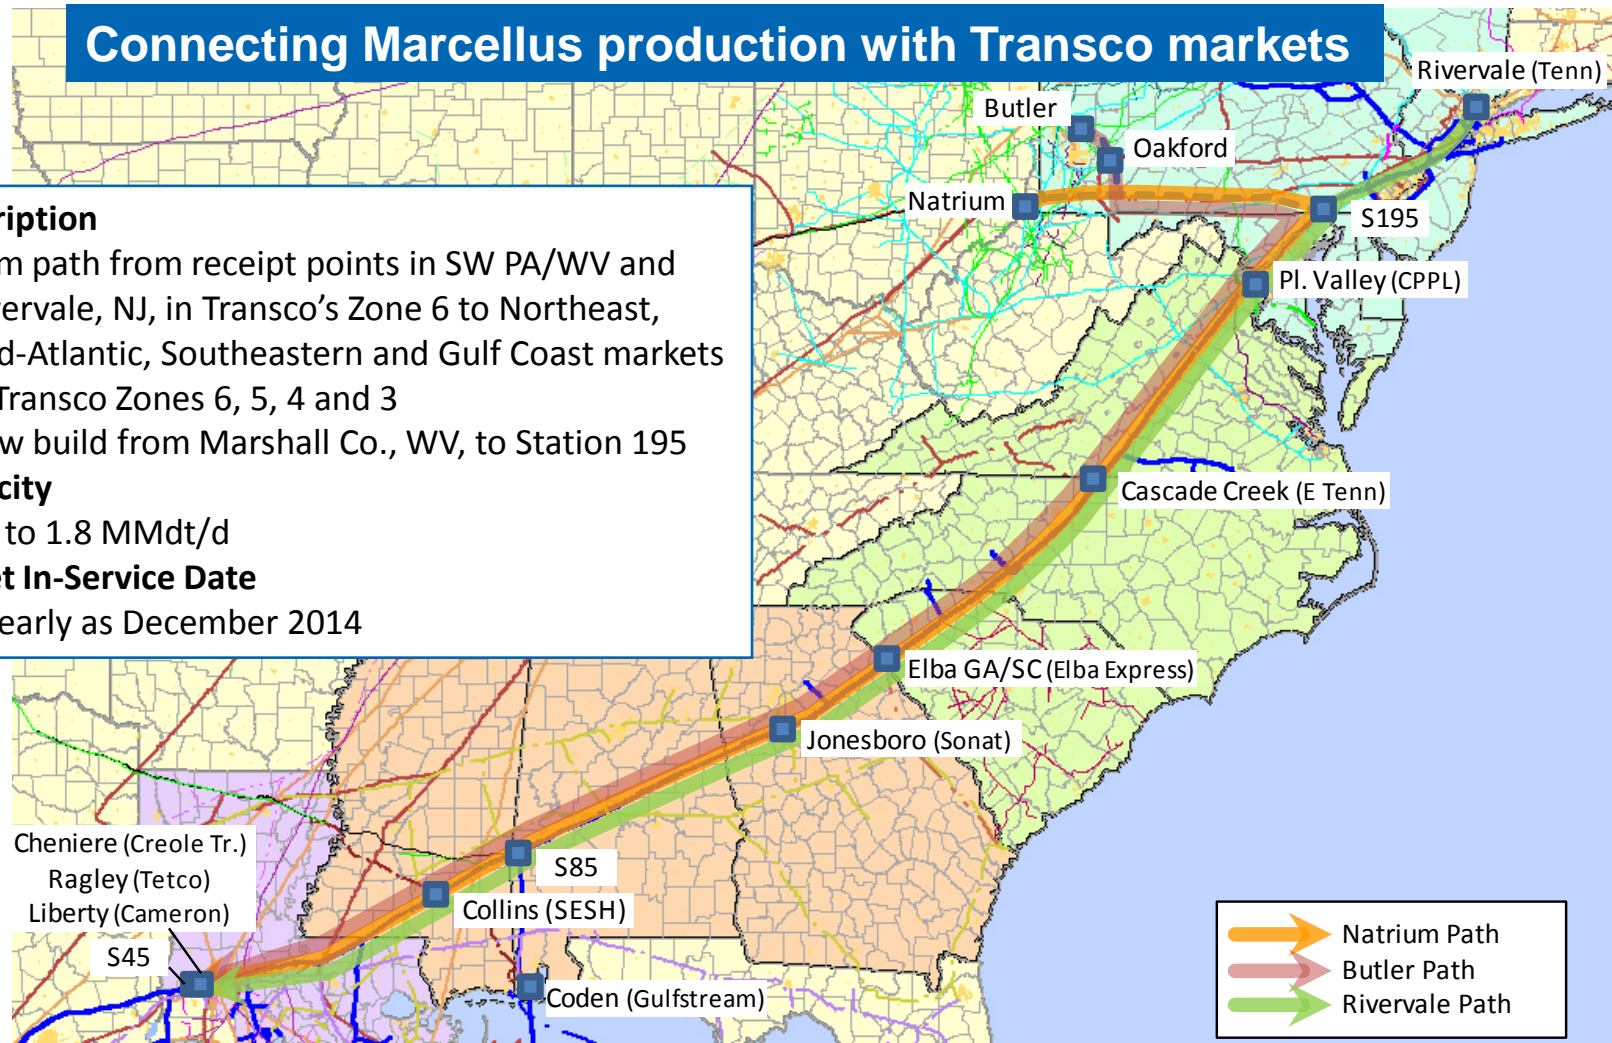 Connecting Marcellus production with Transco markets
Rivervale (Tenn)
Butler
Oakford
Natrium
S195
Pl. Valley (CPPL)
ription
m path from receipt points in SW PA/WV and
ervale, NJ, in Transco's Zone 6 to Northeast,
d-Atlantic, Southeastern and Gulf Coast markets
Transco Zones 6, 5, 4 and 3
w build from Marshall Co., WV, to Station 195
city
to 1.8 MMdt/d
et In-Service Date
early as December 2014
Cascade Creek (E Tenn)
Elba GA/SC (Elba Express)
Jonesboro (Sonat)
Cheniere (Creole Tr.)
Ragley (Tetco)
Liberty (Cameron)
S45
S85
Collins (SESH)
Coden (Gulfstream)
Natrium Path
Butler Path
Rivervale Path